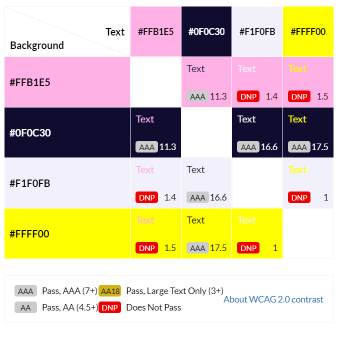 Text #FFB1E5 #0F0C30 #F1F0FB #FFFF00
Background
#FFB1E5 Text Text Text
AAA 11.3 DNP 1.4 DNP 1.5
#0F0C30 Text Text Text
AAA 11.3 AAA 16.6 AAA 17.5
#F1F0FB Text Text Text
DNP 1.4 AAA 16.6 DNP 1
#FFFF00 Text Text Text
DNP 1.5 AAA 17.5 DNP 1
AAA Pass, AAA (7+) AA18 Pass, Large Text Only (3+)
About WCAG 2.0 contrast
AA Pass, AA (4.5+) DNP Does Not Pass